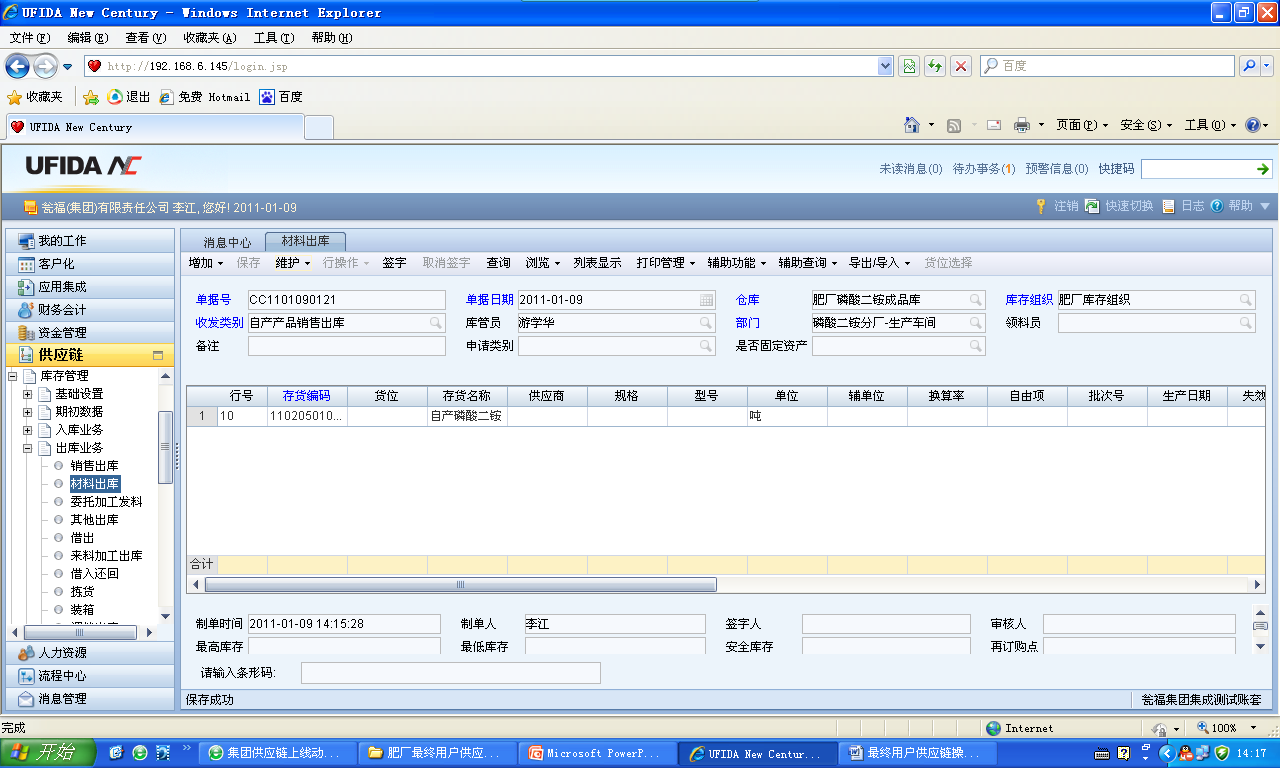 UFIDA New Century - Windows Internet Explorer
文件(F) 编辑(E) 查看(V) 收藏夹(A) 工具(T) 帮助(H)
http://192.168.6.145/login.jsp 百度
收藏夹 退出 免费 Hotmail 百度
UFIDA New Century 页面(P) 安全(S) 工具(O)
UFIDA NC 未读消息(0) 待办事务(1) 预警信息(0) 快捷码
瓮福(集团)有限责任公司 李江,您好! 2011-01-09 注销 快速切换 日志 帮助
我的工作
客户化
应用集成
财务会计
资金管理
供应链
库存管理
基础设置
期初数据
入库业务
出库业务
销售出库
材料出库
委托加工发料
其他出库
借出
来料加工出库
借入还回
拣货
装箱
人力资源
流程中心
消息管理
消息中心 材料出库
增加 保存 维护 行操作 签字 取消签字 查询 浏览 列表显示 打印管理 辅助功能 辅助查询 导出/导入 货位选择
单据号 CC1101090121 单据日期 2011-01-09 仓库 肥厂磷酸二铵成品库 库存组织 肥厂库存组织
收发类别 自产产品销售出库 库管员 游学华 部门 磷酸二铵分厂-生产车间 领料员
备注 申请类别 是否固定资产
行号 存货编码 货位 存货名称 供应商 规格 型号 单位 辅单位 换算率 自由项 批次号 生产日期 失效
1 10 110205010... 自产磷酸二铵 吨
合计
制单时间 2011-01-09 14:15:28 制单人 李江 签字人 审核人
最高库存 最低库存 安全库存 再订购点
请输入条形码:
保存成功 瓮福集团集成测试账套
完成 Internet 100%
开始 集团供应链上线动... 肥厂最终用户供应... Microsoft PowerP... UFIDA New Centur... 最终用户供应链操... 14:17